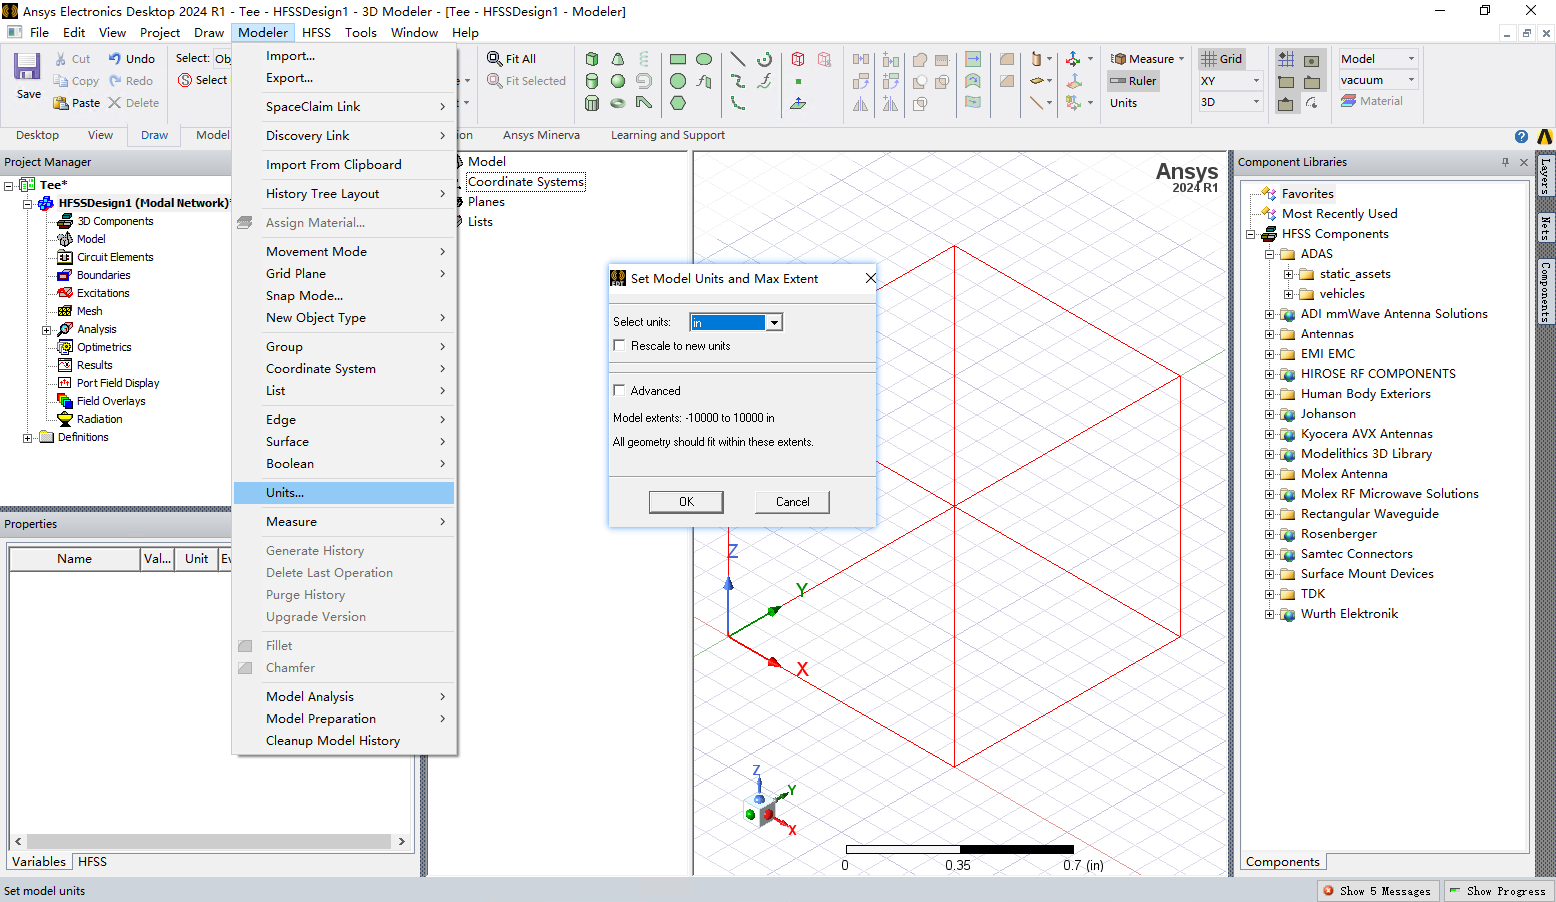 Ansys Electronics Desktop 2024 R1 - Tee - HFSSDesign1 - 3D Modeler - [Tee - HFSSDesign1 - Modeler]
File Edit View Project Draw Modeler HFSS Tools Window Help
Save
Cut
Copy
Paste
Undo
Redo
Delete
Select: Ob
Select
Fit All
Fit Selected
Measure
Ruler
Units
Grid
XY
3D
Model
vacuum
Material
Desktop View Draw Model
ion Ansys Minerva Learning and Support
Project Manager
Tee*
HFSSDesign1 (Modal Network)*
3D Components
Model
Circuit Elements
Boundaries
Excitations
Mesh
Analysis
Optimetrics
Results
Port Field Display
Field Overlays
Radiation
Definitions
Properties
Name Val... Unit Ev
Variables HFSS
Set model units
Import...
Export...
SpaceClaim Link
Discovery Link
Import From Clipboard
History Tree Layout
Assign Material...
Movement Mode
Grid Plane
Snap Mode...
New Object Type
Group
Coordinate System
List
Edge
Surface
Boolean
Units...
Measure
Generate History
Delete Last Operation
Purge History
Upgrade Version
Fillet
Chamfer
Model Analysis
Model Preparation
Cleanup Model History
Model
Coordinate Systems
Planes
Lists
Ansys
2024 R1
Set Model Units and Max Extent
Select units: in
Rescale to new units
Advanced
Model extents: -10000 to 10000 in
All geometry should fit within these extents.
OK Cancel
Z
Y
X
Z
Y
X
0 0.35 0.7 (in)
Component Libraries
Favorites
Most Recently Used
HFSS Components
ADAS
static_assets
vehicles
ADI mmWave Antenna Solutions
Antennas
EMI EMC
HIROSE RF COMPONENTS
Human Body Exteriors
Johanson
Kyocera AVX Antennas
Modelithics 3D Library
Molex Antenna
Molex RF Microwave Solutions
Rectangular Waveguide
Rosenberger
Samtec Connectors
Surface Mount Devices
TDK
Wurth Elektronik
Components
Layers
Nets
Components
Show 5 Messages
Show Progress